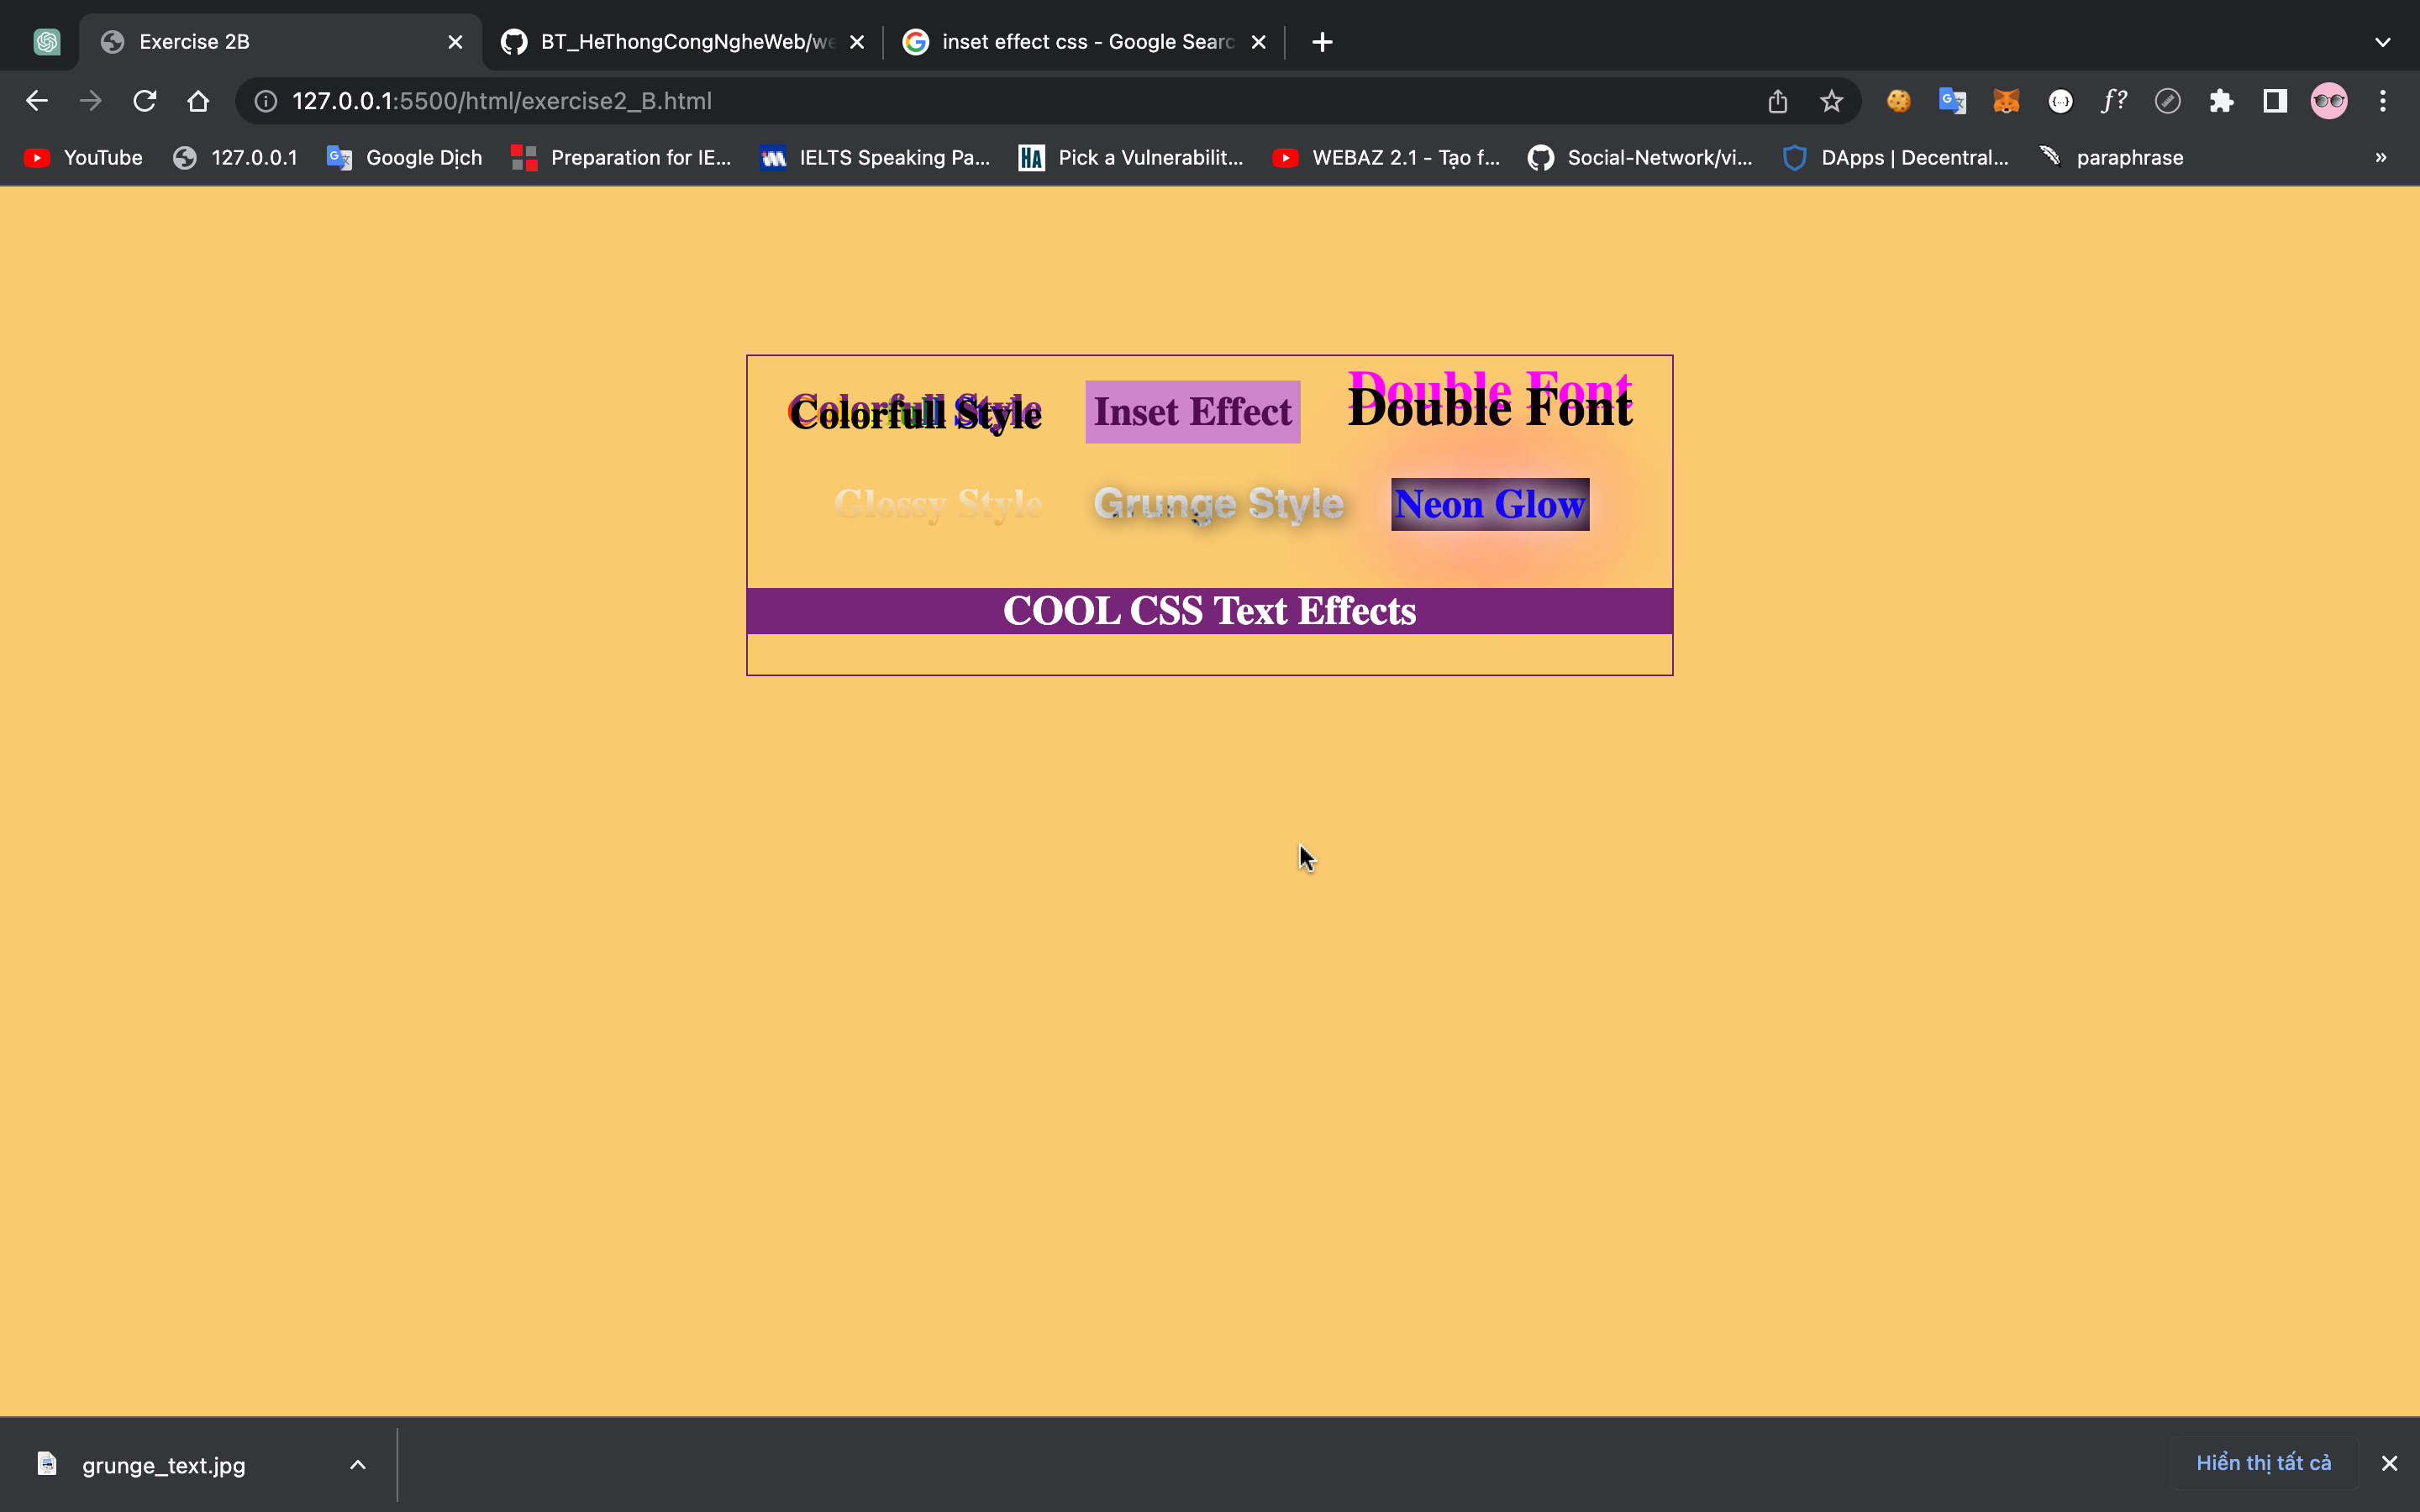 Exercise 2B BT_HeThongCongNgheWeb/we inset effect css - Google Searc
127.0.0.1:5500/html/exercise2_B.html
YouTube 127.0.0.1 Google Dịch Preparation for IE... IELTS Speaking Pa... HA Pick a Vulnerabilit... WEBAZ 2.1 - Tạo f... Social-Network/vi... DApps | Decentral... paraphrase »
Colorfull Style Inset Effect Double Font
Glossy Style Grunge Style Neon Glow
COOL CSS Text Effects
grunge_text.jpg Hiển thị tất cả